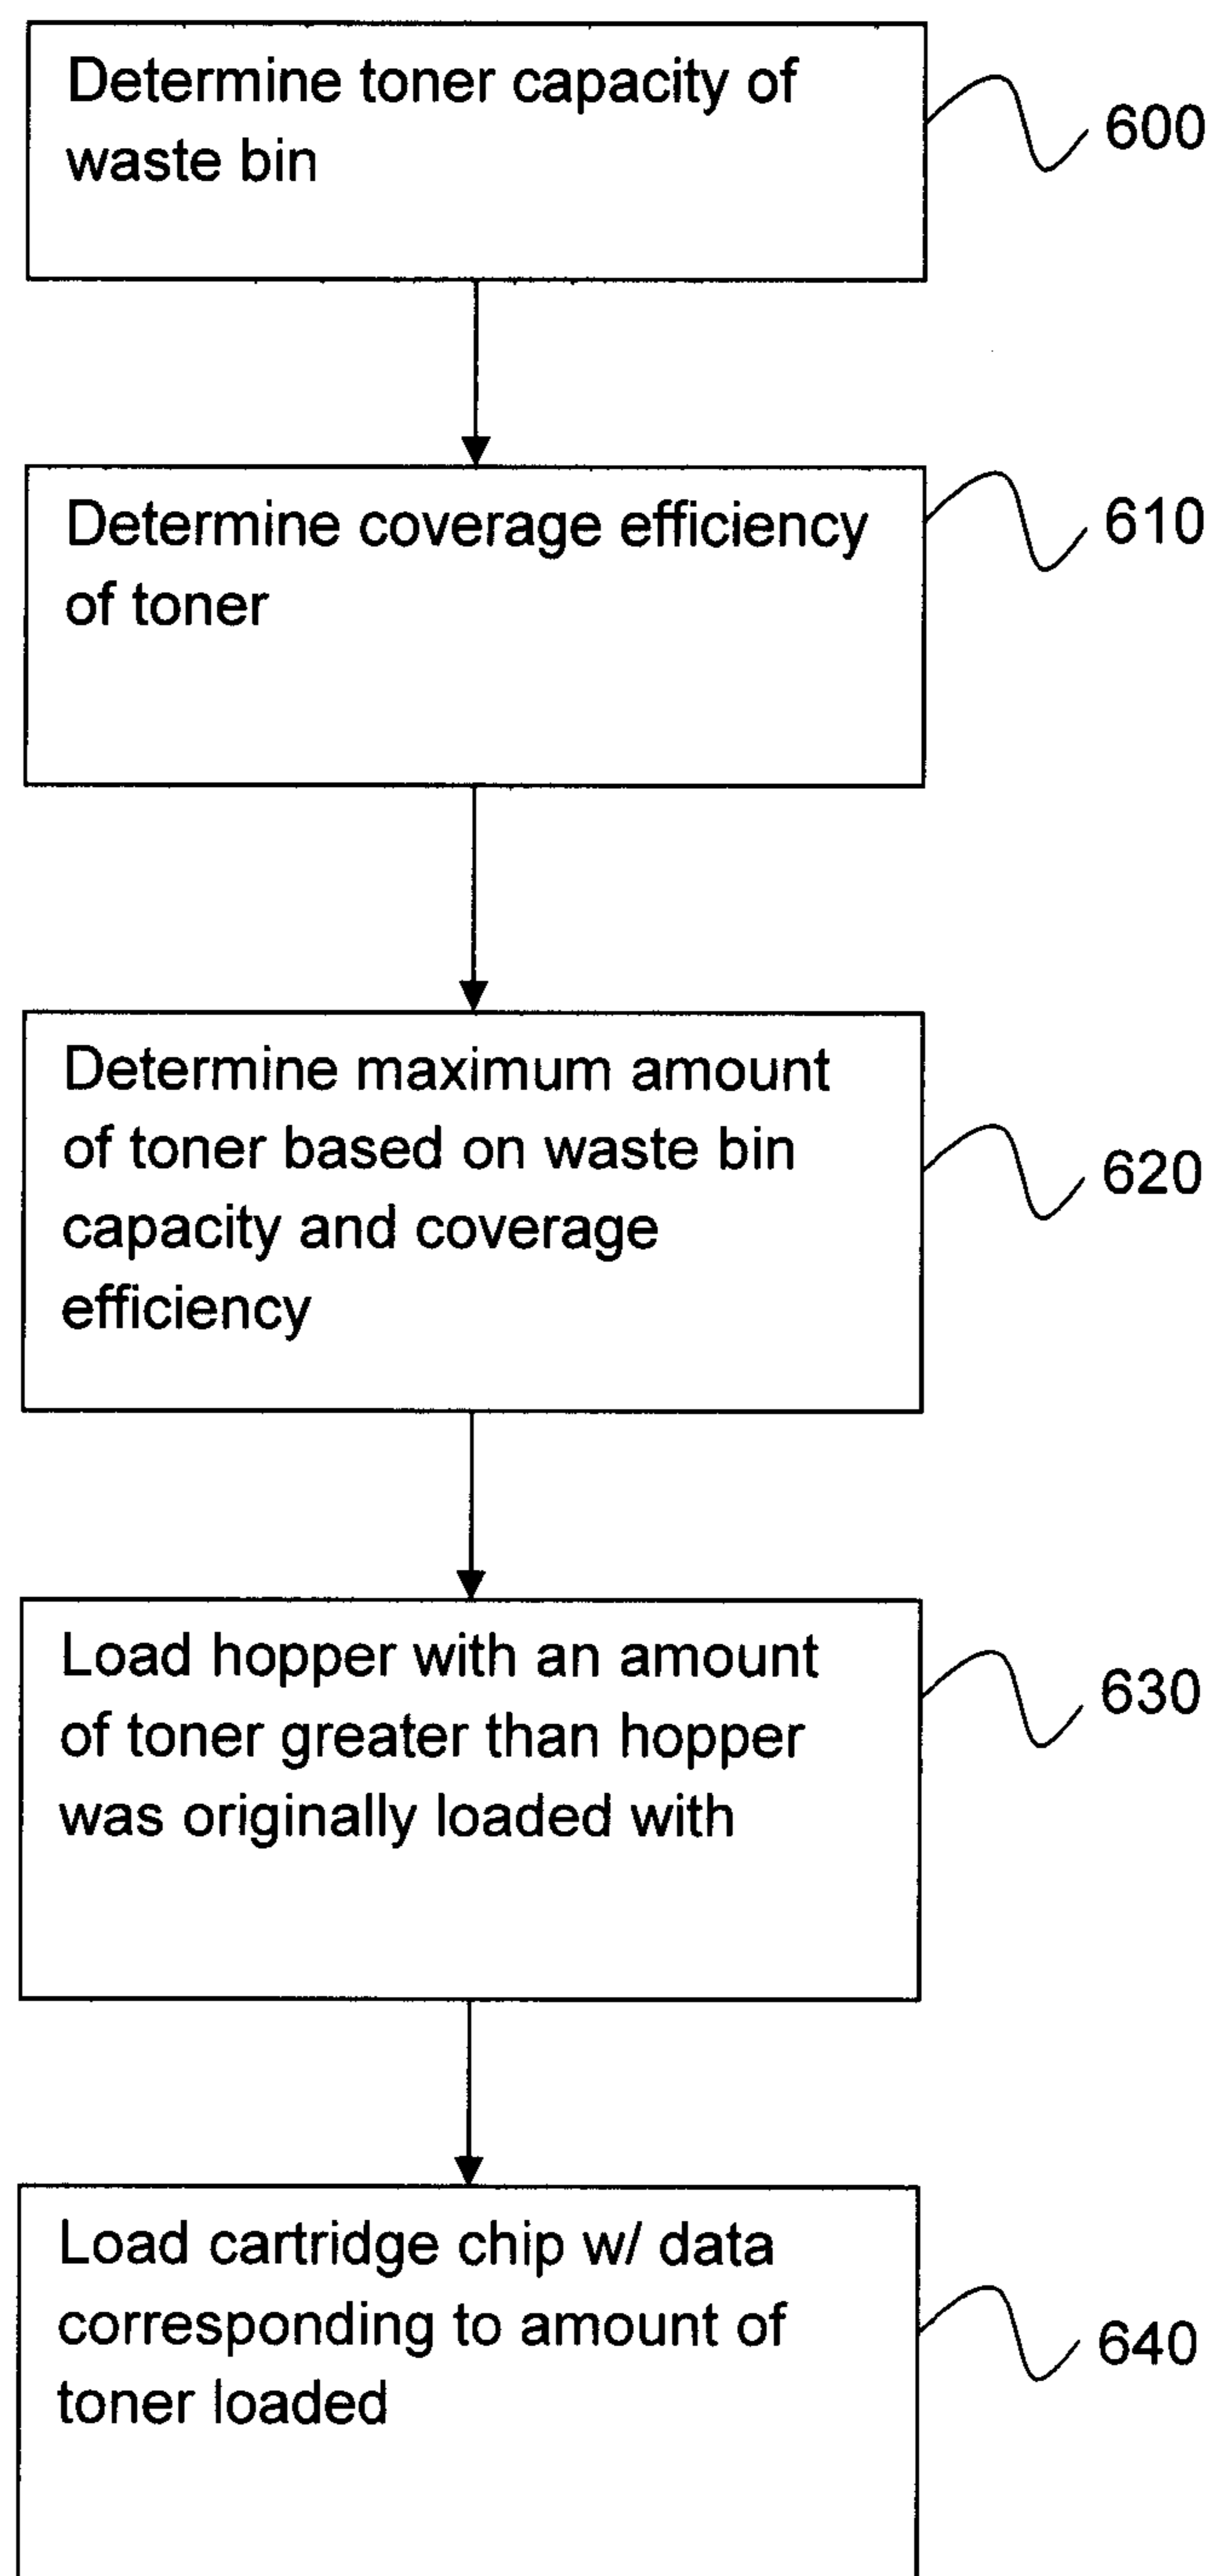 Determine toner capacity of
waste bin
600
Determine coverage efficiency
of toner
610
Determine maximum amount
of toner based on waste bin
capacity and coverage
efficiency
620
Load hopper with an amount
of toner greater than hopper
was originally loaded with
630
Load cartridge chip w/ data
corresponding to amount of
toner loaded
640